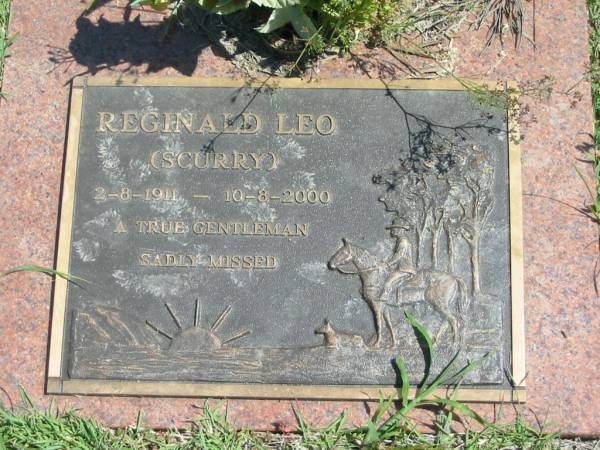 REGINALD LEO
(SCURRY)
2-8-1911 — 10-8-2000
A TRUE GENTLEMAN
SADLY MISSED